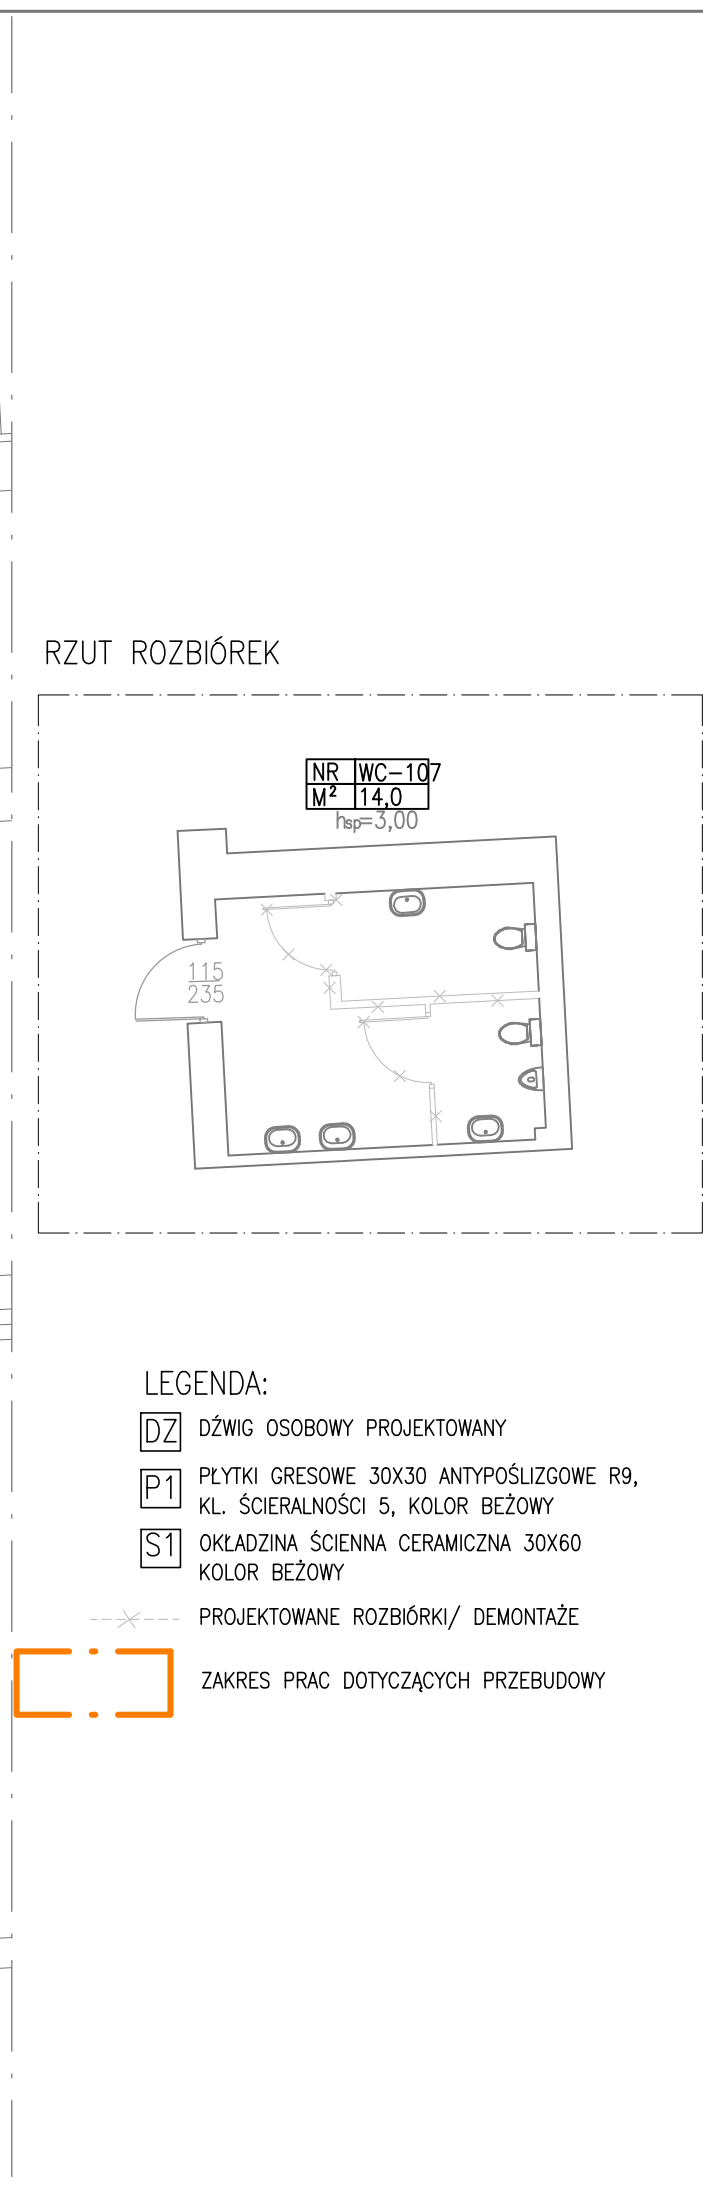 RZUT ROZBIÓREK
NR WC-107
M² 14,0
hsp=3,00
115
235
LEGENDA:
DZ DŹWIG OSOBOWY PROJEKTOWANY
P1 PŁYTKI GRESOWE 30X30 ANTYPOŚLIZGOWE R9,
KL. ŚCIERALNOŚCI 5, KOLOR BEŻOWY
S1 OKŁADZINA ŚCIENNA CERAMICZNA 30X60
KOLOR BEŻOWY
PROJEKTOWANE ROZBIÓRKI/ DEMONTAŻE
ZAKRES PRAC DOTYCZĄCYCH PRZEBUDOWY